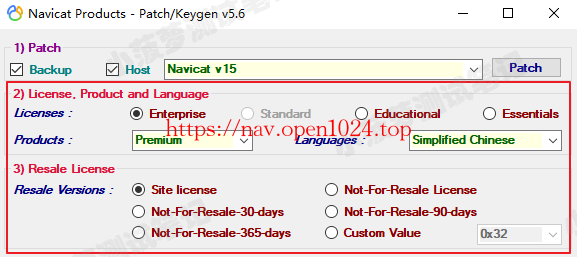 Navicat Products - Patch/Keygen v5.6
1) Patch
Backup Host Navicat v15 Patch
2) License, Product and Language
Licenses : Enterprise Standard Educational Essentials
https://nav.open1024.top
Products : Premium Languages : Simplified Chinese
3) Resale License
Resale Versions : Site license Not-For-Resale License
Not-For-Resale-30-days Not-For-Resale-90-days
Not-For-Resale-365-days Custom Value 0x32